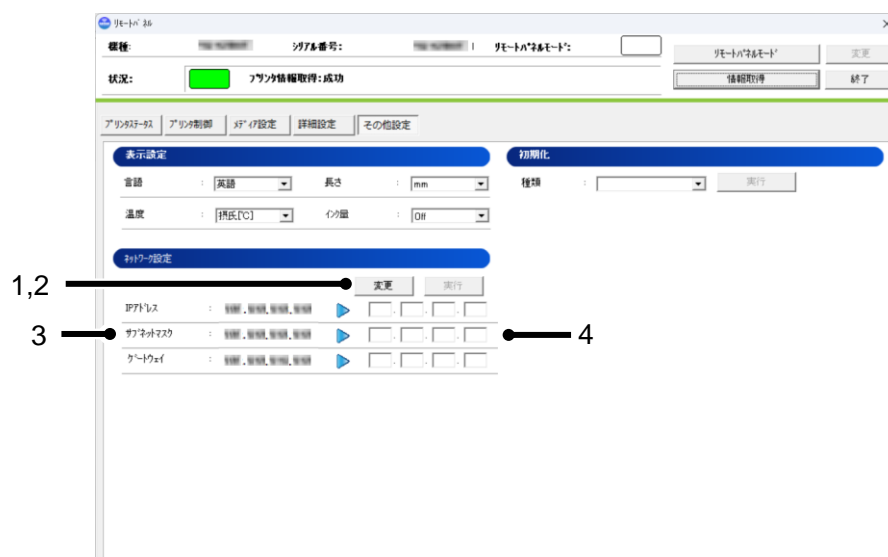 リモートパネル
機種: シリアル番号: リモートパネルモード:
リモートパネルモード 変更
状況: プリンタ情報取得:成功
情報取得 終了
プリンタステータス プリンタ制御 メディア設定 詳細設定 その他設定
表示設定 初期化
言語 : 英語 長さ : mm 種類 : 実行
温度 : 摂氏[℃] インク量 : Off
ネットワーク設定
1,2 変更 実行
IPアドレス :
3 サブネットマスク : 4
ゲートウェイ :